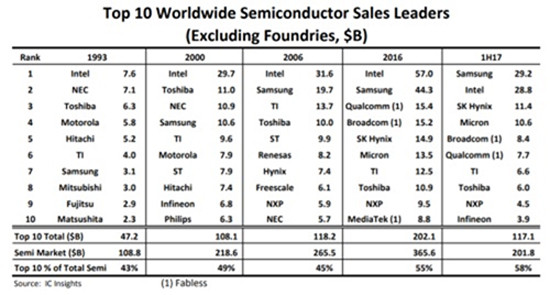 Top 10 Worldwide Semiconductor Sales Leaders
(Excluding Foundries, $B)
Rank 1993 2000 2006 2016 1H17
1 Intel 7.6 Intel 29.7 Intel 31.6 Intel 57.0 Samsung 29.2
2 NEC 7.1 Toshiba 11.0 Samsung 19.7 Samsung 44.3 Intel 28.8
3 Toshiba 6.3 NEC 10.9 TI 13.7 Qualcomm (1) 15.4 SK Hynix 11.4
4 Motorola 5.8 Samsung 10.6 Toshiba 10.0 Broadcom (1) 15.2 Micron 10.6
5 Hitachi 5.2 TI 9.6 ST 9.9 SK Hynix 14.9 Broadcom (1) 8.4
6 TI 4.0 Motorola 7.9 Renesas 8.2 Micron 13.5 Qualcomm (1) 7.7
7 Samsung 3.1 ST 7.9 Hynix 7.4 TI 12.5 TI 6.6
8 Mitsubishi 3.0 Hitachi 7.4 Freescale 6.1 Toshiba 10.9 Toshiba 6.0
9 Fujitsu 2.9 Infineon 6.8 NXP 5.9 NXP 9.5 NXP 4.5
10 Matsushita 2.3 Philips 6.3 NEC 5.7 MediaTek (1) 8.8 Infineon 3.9
Top 10 Total ($B) 47.2 108.1 118.2 202.1 117.1
Semi Market ($B) 108.8 218.6 265.5 365.6 201.8
Top 10 % of Total Semi 43% 49% 45% 55% 58%
Source: IC Insights (1) Fabless